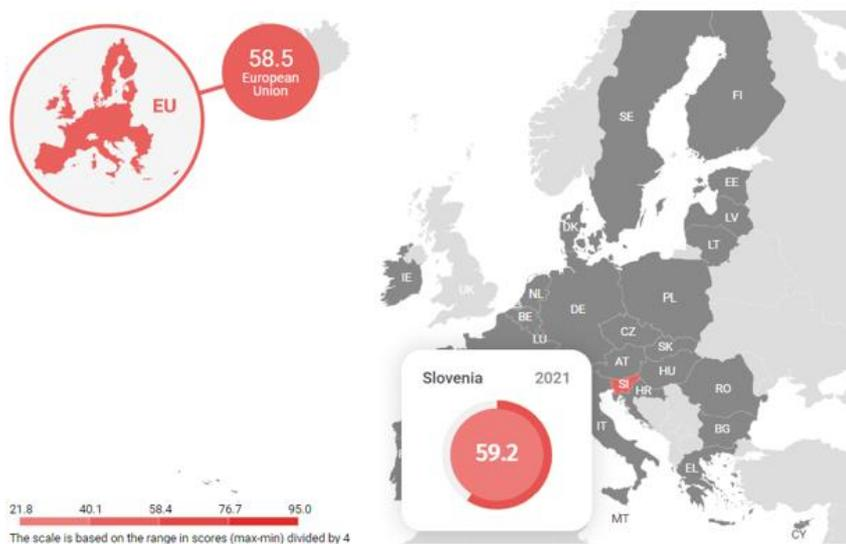 58.5
European
Union
EU
FI
SE
EE
LV
DK
LT
IE
UK
NL
PL
DE
BE
CZ
LU
SK
AT
HU
Slovenia 2021
SI
HR
RO
IT
BG
59.2
EL
21.8 40.1 58.4 76.7 95.0
MT
CY
The scale is based on the range in scores (max-min) divided by 4